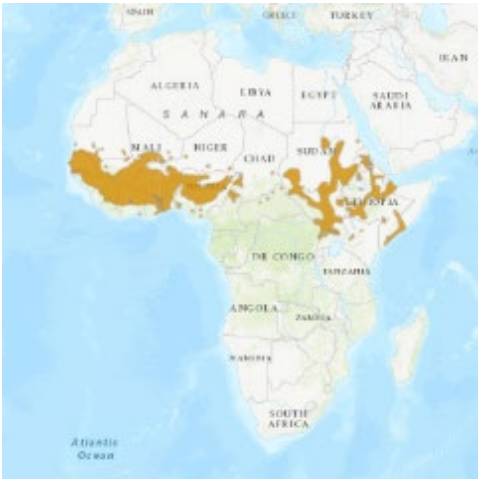 SPAIN
GREECE
TURKEY
IRAN
ALGERIA
LIBYA
EGYPT
SAUDI
ARABIA
S A H A R A
MALI
NIGER
CHAD
SUDAN
ETHIOPIA
DR CONGO
TANZANIA
ANGOLA
ZAMBIA
NAMIBIA
SOUTH
AFRICA
Atlantic
Ocean